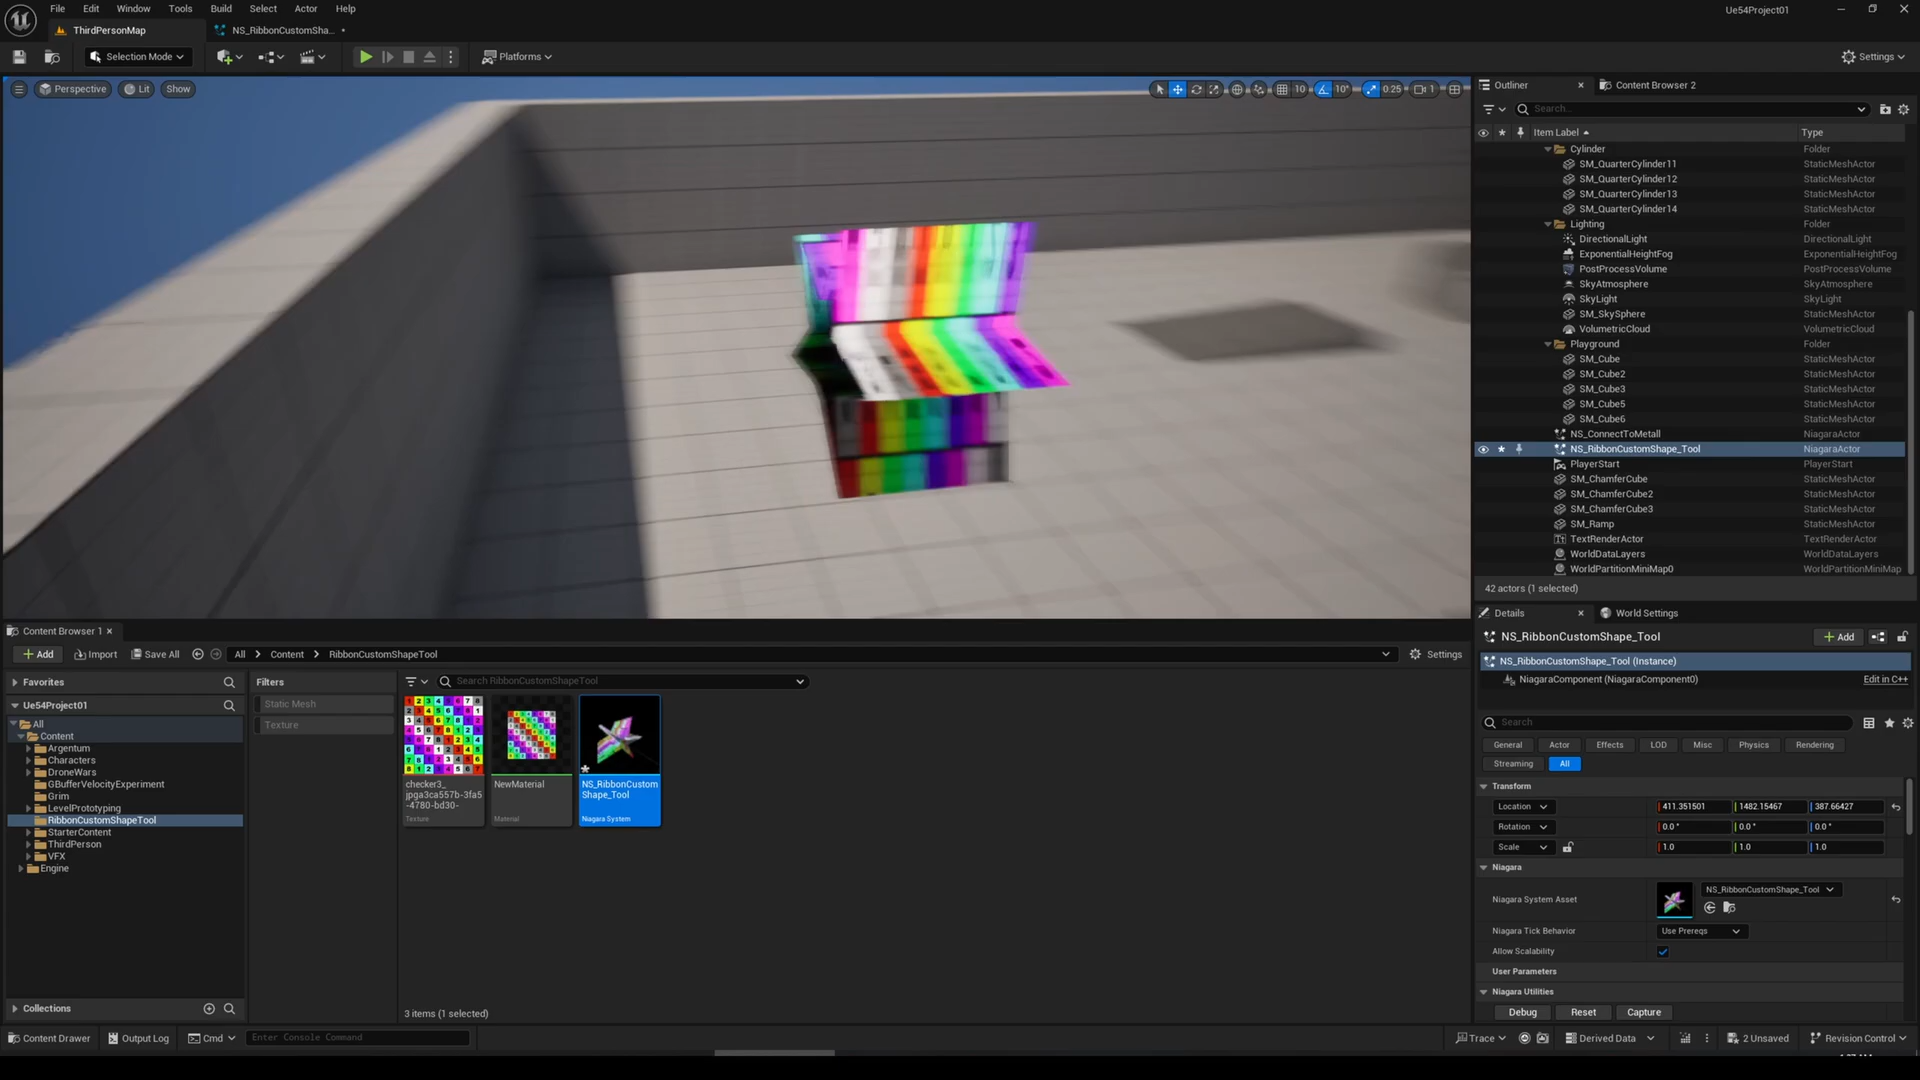 File Edit Window Tools Build Select Actor Help
Ue54Project01
ThirdPersonMap
NS_RibbonCustomSha...
Selection Mode
Platforms
Settings
Perspective
Lit
Show
10
10°
0.25
1
Outliner
Content Browser 2
Search...
Item Label
Type
Cylinder Folder
SM_QuarterCylinder11 StaticMeshActor
SM_QuarterCylinder12 StaticMeshActor
SM_QuarterCylinder13 StaticMeshActor
SM_QuarterCylinder14 StaticMeshActor
Lighting Folder
DirectionalLight DirectionalLight
ExponentialHeightFog ExponentialHeightFog
PostProcessVolume PostProcessVolume
SkyAtmosphere SkyAtmosphere
SkyLight SkyLight
SM_SkySphere StaticMeshActor
VolumetricCloud VolumetricCloud
Playground Folder
SM_Cube StaticMeshActor
SM_Cube2 StaticMeshActor
SM_Cube3 StaticMeshActor
SM_Cube5 StaticMeshActor
SM_Cube6 StaticMeshActor
NS_ConnectToMetall NiagaraActor
NS_RibbonCustomShape_Tool NiagaraActor
PlayerStart PlayerStart
SM_ChamferCube StaticMeshActor
SM_ChamferCube2 StaticMeshActor
SM_ChamferCube3 StaticMeshActor
SM_Ramp StaticMeshActor
TextRenderActor TextRenderActor
WorldDataLayers WorldDataLayers
WorldPartitionMiniMap0 WorldPartitionMiniMap
42 actors (1 selected)
Details
World Settings
NS_RibbonCustomShape_Tool
Add
NS_RibbonCustomShape_Tool (Instance)
NiagaraComponent (NiagaraComponent0) Edit in C++
Search
General Actor Effects LOD Misc Physics Rendering
Streaming All
Transform
Location 411.351501 1482.15467 387.66427
Rotation 0.0° 0.0° 0.0°
Scale 1.0 1.0 1.0
Niagara
Niagara System Asset
NS_RibbonCustomShape_Tool
Niagara Tick Behavior Use Prereqs
Allow Scalability
User Parameters
Niagara Utilities
Debug Reset Capture
Content Browser 1
Add Import Save All All Content RibbonCustomShapeTool Settings
Favorites
Ue54Project01
All
Content
Argentum
Characters
DroneWars
GBufferVelocityExperiment
Grim
LevelPrototyping
RibbonCustomShapeTool
StarterContent
ThirdPerson
VFX
Engine
Collections
Filters
Static Mesh
Texture
Search RibbonCustomShapeTool
checker3_
jpga3ca557b-3fa5
-4780-bd30-
Texture
NewMaterial
Material
NS_RibbonCustom
Shape_Tool
Niagara System
3 items (1 selected)
Content Drawer Output Log Cmd Enter Console Command
Trace Derived Data 2 Unsaved Revision Control